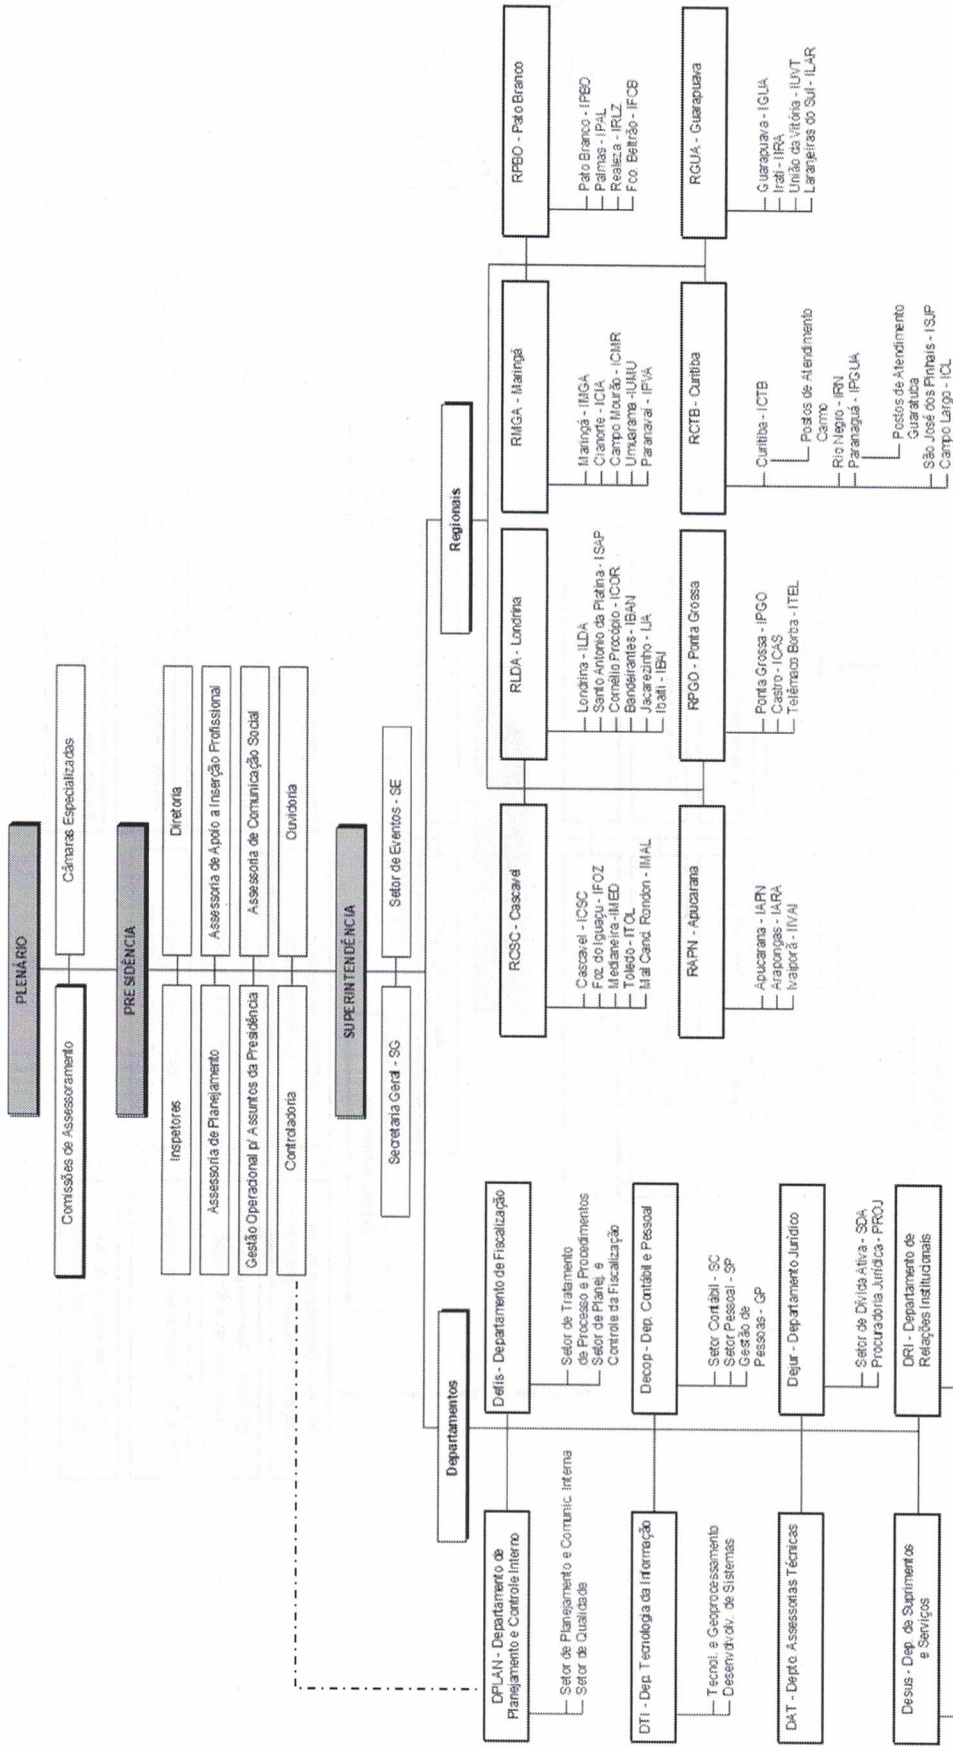 PLENÁRIO
Comissões de Assessoramento
Câmaras Especializadas
PRESIDÊNCIA
Inspetores
Diretoria
Assessoria de Planejamento
Assessoria de Apoio a Inserção Profissional
Gestão Operacional p/ Assuntos da Presidência
Assessoria de Comunicação Social
Controladoria
Ouvidoria
SUPERINTENDÊNCIA
Secretaria Geral - SG
Setor de Eventos - SE
Departamentos
DPLAN - Departamento de
Planejamento e Controle Interno
Setor de Planejamento e Comunic. Interna
Setor de Qualidade
Defis - Departamento de Fiscalização
Setor de Tratamento
de Processo e Procedimentos
Setor de Planej. e
Controle da Fiscalização
DTI - Dep. Tecnologia da Informação
Tecnol. e Geoprocessamento
Desenvolv. de Sistemas
Decop - Dep. Contábil e Pessoal
Setor Contábil - SC
Setor Pessoal - SP
Gestão de
Pessoas - GP
DAT - Depto. Assessorias Técnicas
Dejur - Departamento Jurídico
Setor de Dívida Ativa - SDA
Procuradoria Jurídica - PROJ
Desus - Dep. de Suprimentos
e Serviços
DRI - Departamento de
Relações Institucionais
Regionais
RCSC - Cascavel
Cascavel - ICSC
Foz do Iguaçu - IFOZ
Medianeira - IMED
Toledo - ITOL
Mal Cand. Rondon - IMAL
RLDA - Londrina
Londrina - ILDA
Santo Antonio da Platina - ISAP
Cornélio Procópio - ICOR
Bandeirantes - IBAN
Jacarezinho - IJA
Ibaiti - IBAI
RMGA - Maringá
Maringá - IMGA
Cianorte - ICIA
Campo Mourão - ICMR
Umuarama - IUMU
Paranavaí - IPVA
RPBO - Pato Branco
Pato Branco - IPBO
Palmas - IPAL
Realeza - IRLZ
Fco. Beltrão - IFCB
RAPN - Apucarana
Apucarana - IAPN
Arapongas - IARA
Ivaiporã - IIVAI
RPGO - Ponta Grossa
Ponta Grossa - IPGO
Castro - ICAS
Telêmaco Borba - ITEL
RCTB - Curitiba
Curitiba - ICTB
Postos de Atendimento
Carmo
Rio Negro - IRN
Paranaguá - IPGUA
Postos de Atendimento
Guaratuba
São José dos Pinhais - ISJP
Campo Largo - ICL
RGUA - Guarapuava
Guarapuava - IGUA
Irati - IIRA
União da Vitória - IUVT
Laranjeiras do Sul - ILAR